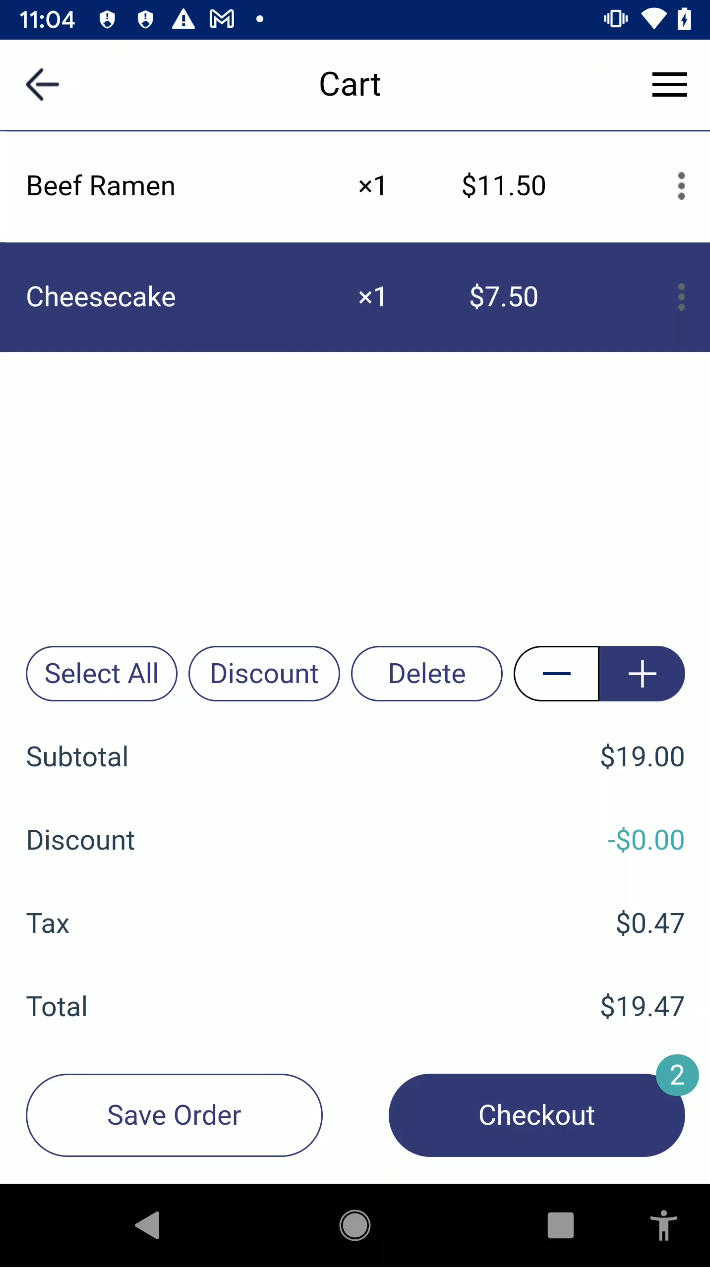 11:04
Cart
Beef Ramen ×1 $11.50
Cheesecake ×1 $7.50
Select All Discount Delete − +
Subtotal $19.00
Discount -$0.00
Tax $0.47
Total $19.47
2
Save Order Checkout